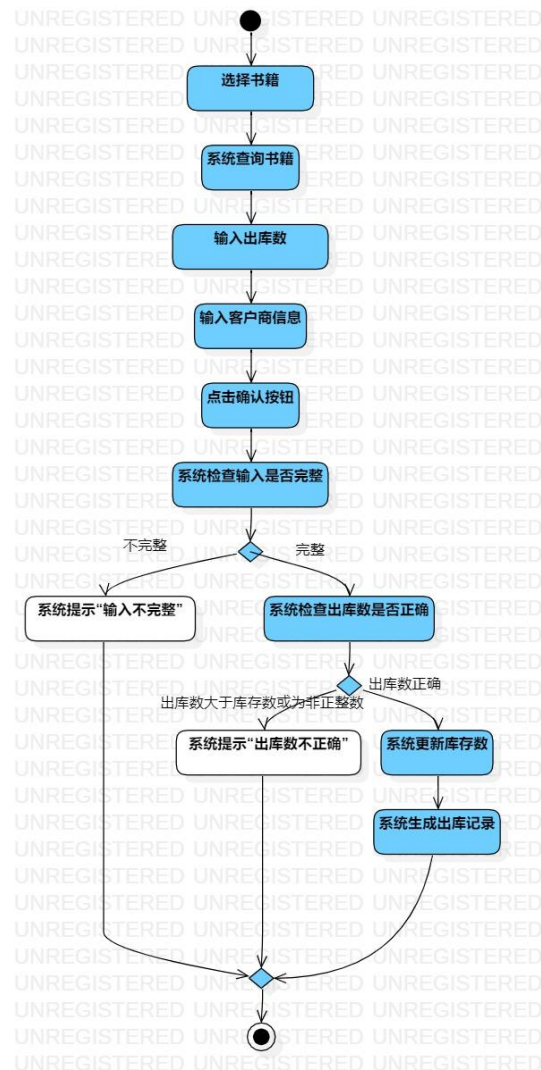 选择书籍
系统查询书籍
输入出库数
输入客户商信息
点击确认按钮
系统检查输入是否完整
不完整
完整
系统提示“输入不完整”
系统检查出库数是否正确
出库数正确
出库数大于库存数或为非正整数
系统提示“出库数不正确”
系统更新库存数
系统生成出库记录
UNREGISTERED